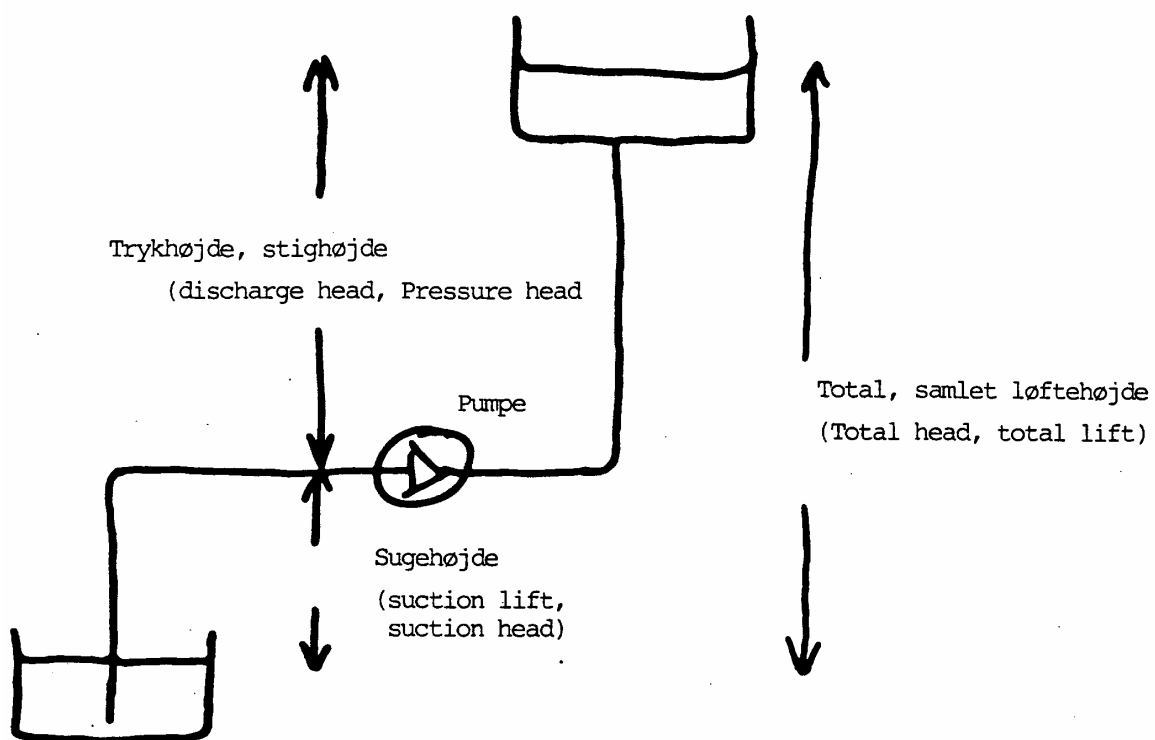 Trykhøjde, stighøjde
(discharge head, Pressure head
Pumpe
Total, samlet løftehøjde
(Total head, total lift)
Sugehøjde
(suction lift,
suction head)